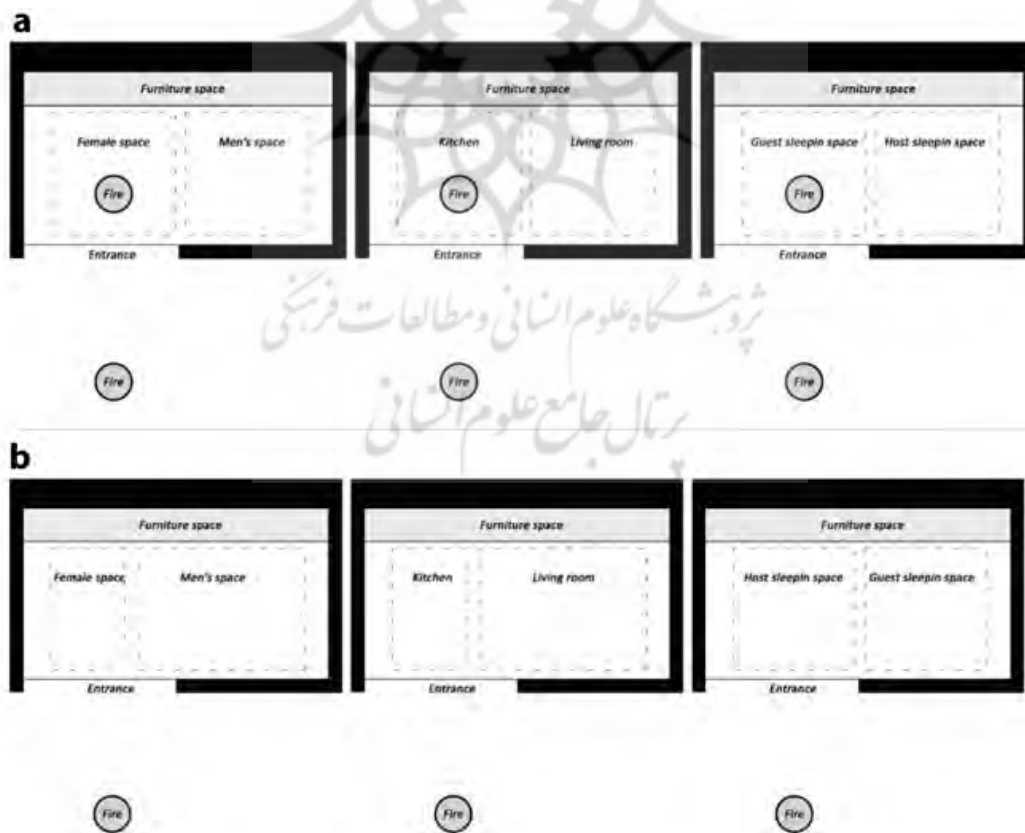 a
Furniture space
Furniture space
Furniture space
Female space
Men's space
Kitchen
Living room
Guest sleepin space
Host sleepin space
Fire
Fire
Fire
Entrance
Entrance
Entrance
پژوهشگاه علوم انسانی و مطالعات فرهنگی
Fire
Fire
Fire
پرتال جامع علوم انسانی
b
Furniture space
Furniture space
Furniture space
Female space
Men's space
Kitchen
Living room
Host sleepin space
Guest sleepin space
Entrance
Entrance
Entrance
Fire
Fire
Fire